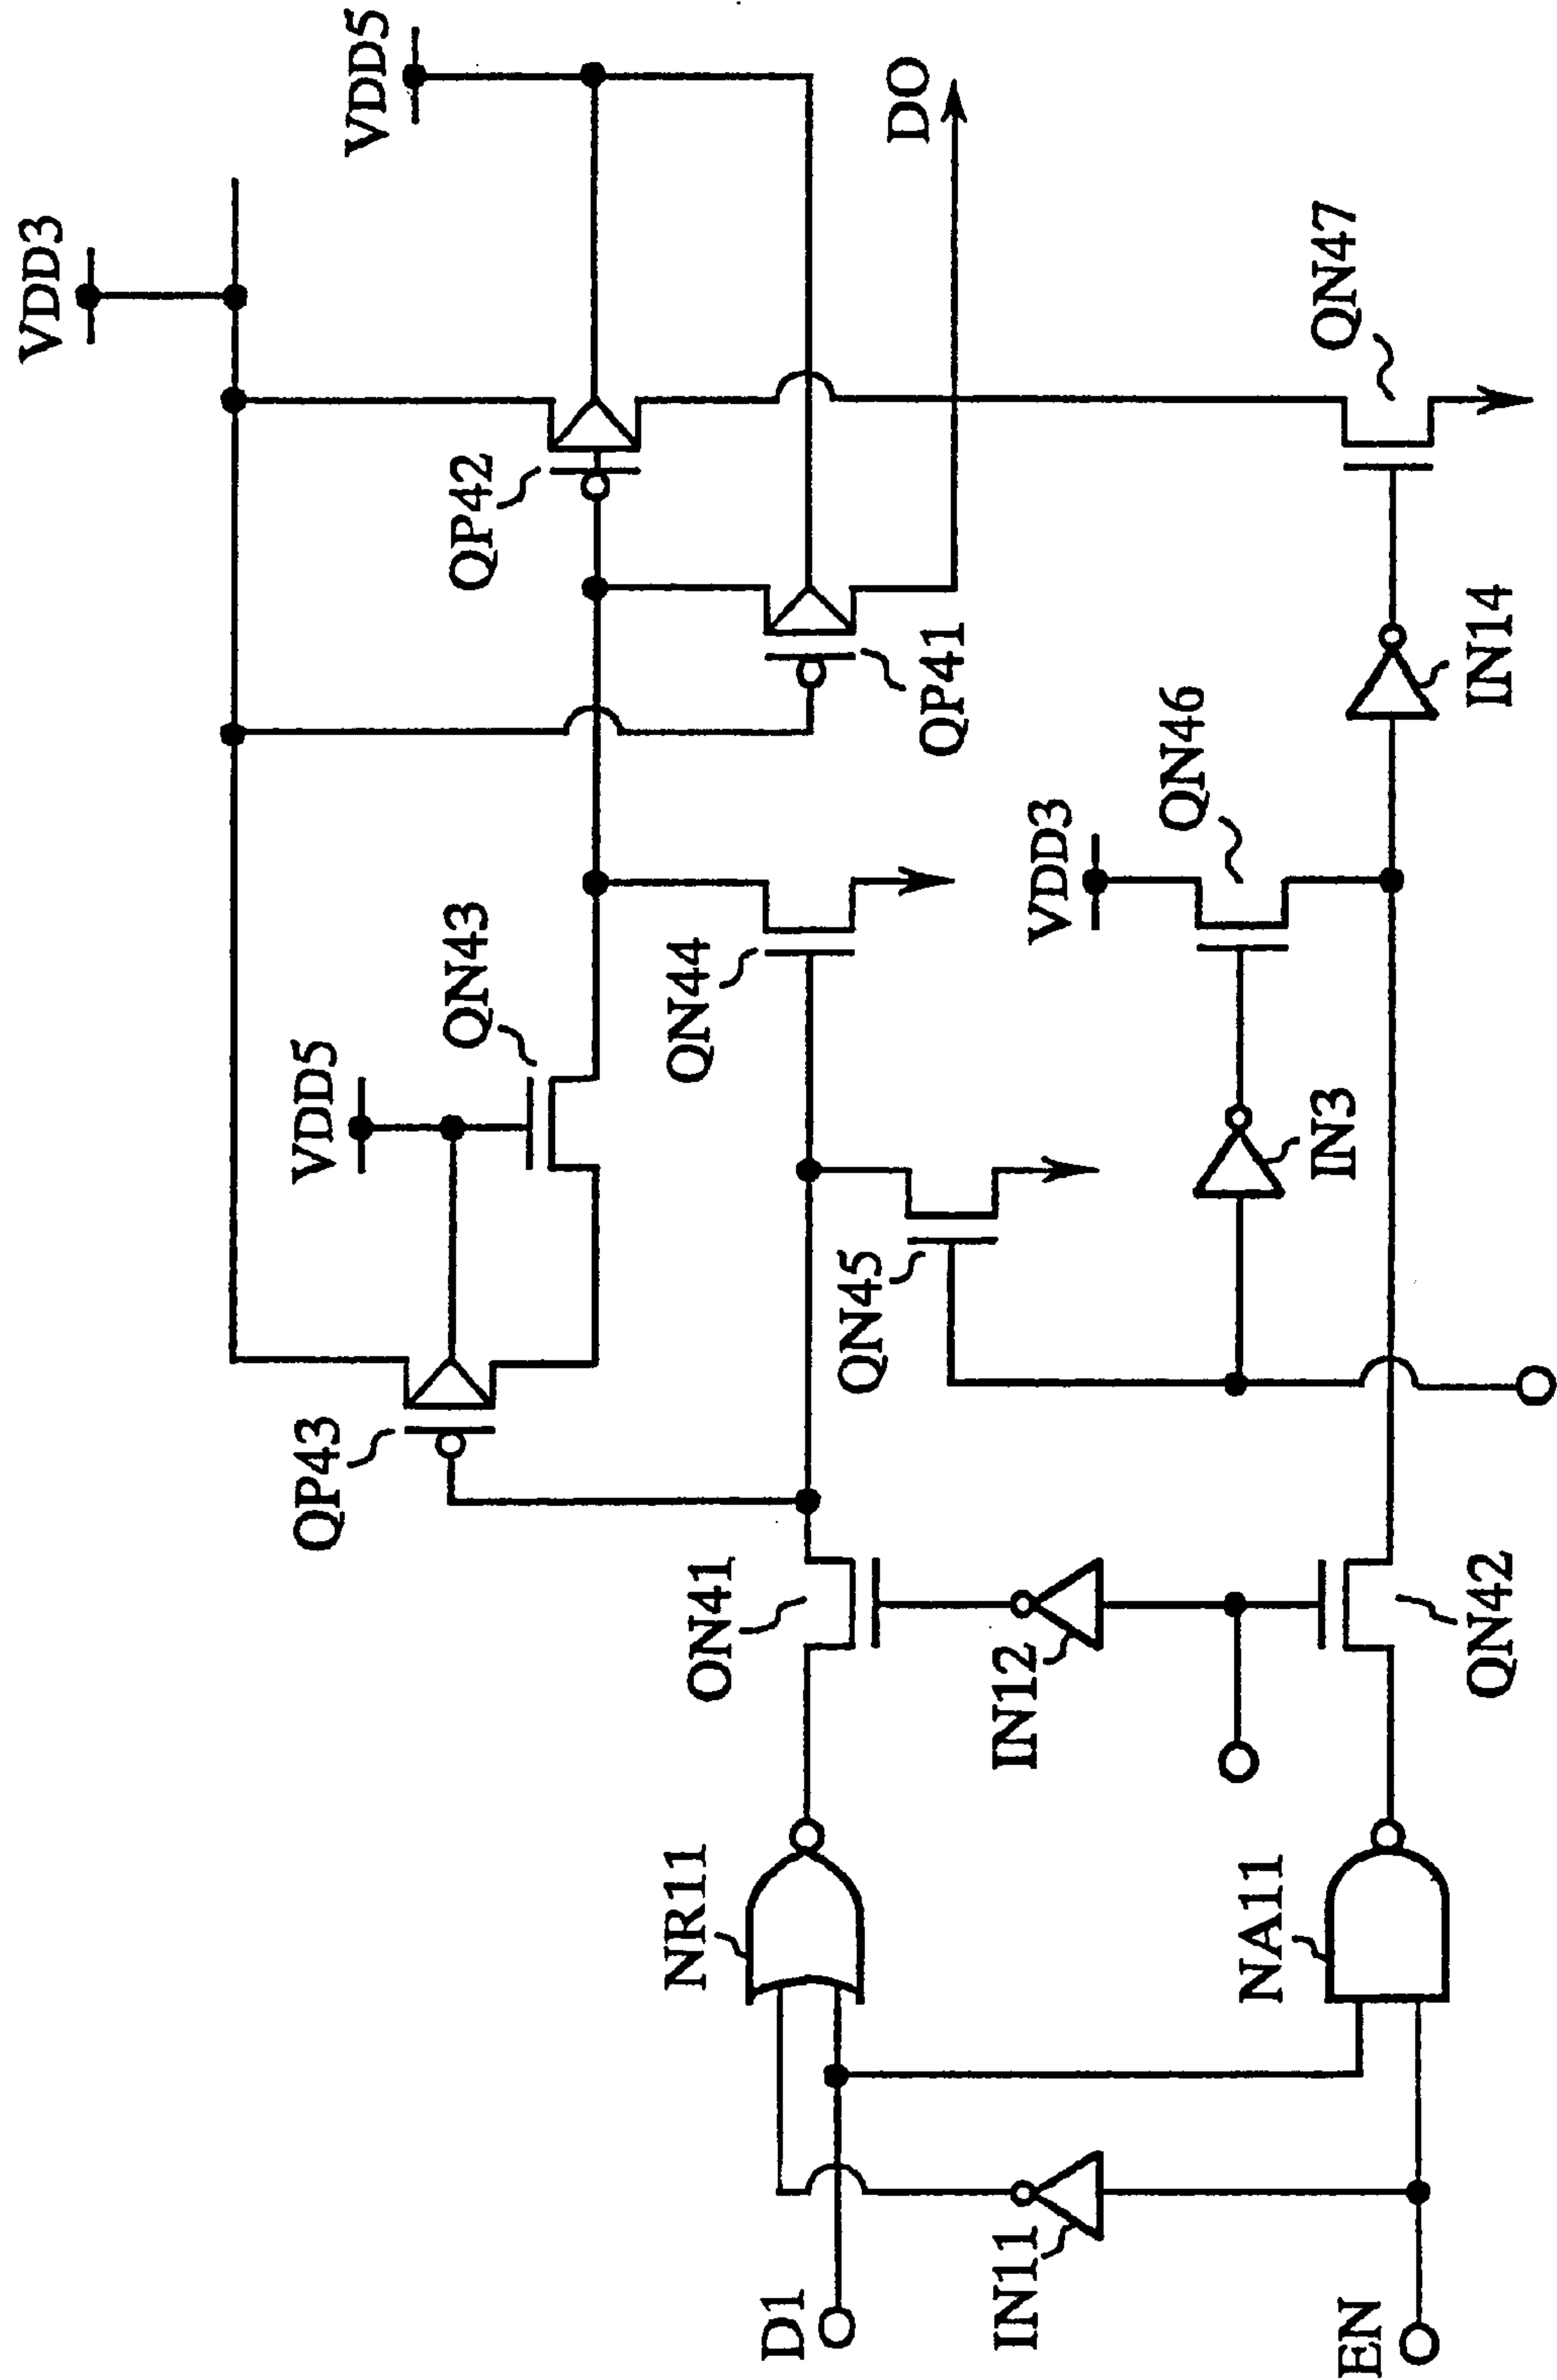 VDD3
VDD5
DO
QP42
QN47
QP41
IN14
QN46
VDD3
QN43
QN44
VDD5
IN3
QN45
QP43
ON41
IN12
QN42
NR11
NA11
IN11
D1
EN